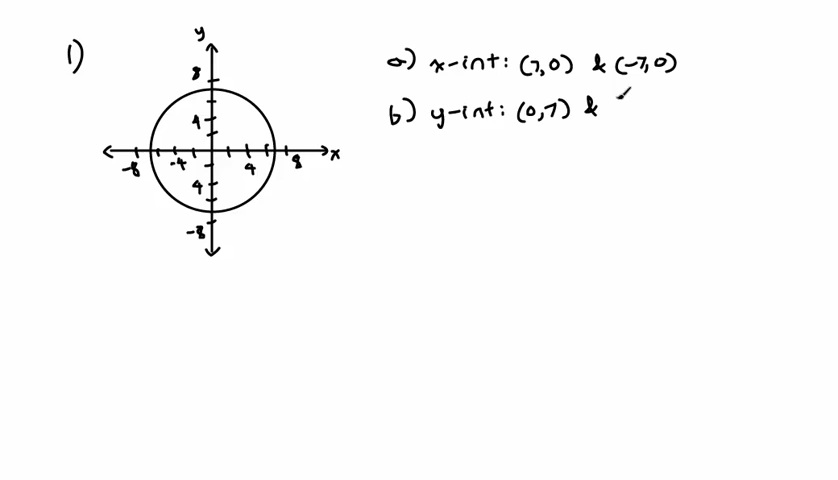 1)
y
a) x-int: (7,0) & (-7,0)
8
b) y-int: (0,7) &
4
x
-8 -4 4 8
4
-8